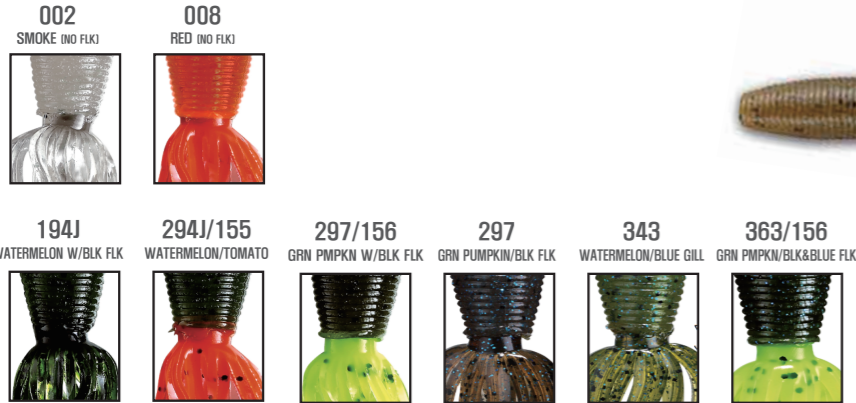 002
SMOKE [NO FLK]
008
RED [NO FLK]
194J
WATERMELON W/BLK FLK
294J/155
WATERMELON/TOMATO
297/156
GRN PMPKN W/BLK FLK
297
GRN PUMPKIN/BLK FLK
343
WATERMELON/BLUE GILL
363/156
GRN PMPKN/BLK&BLUE FLK